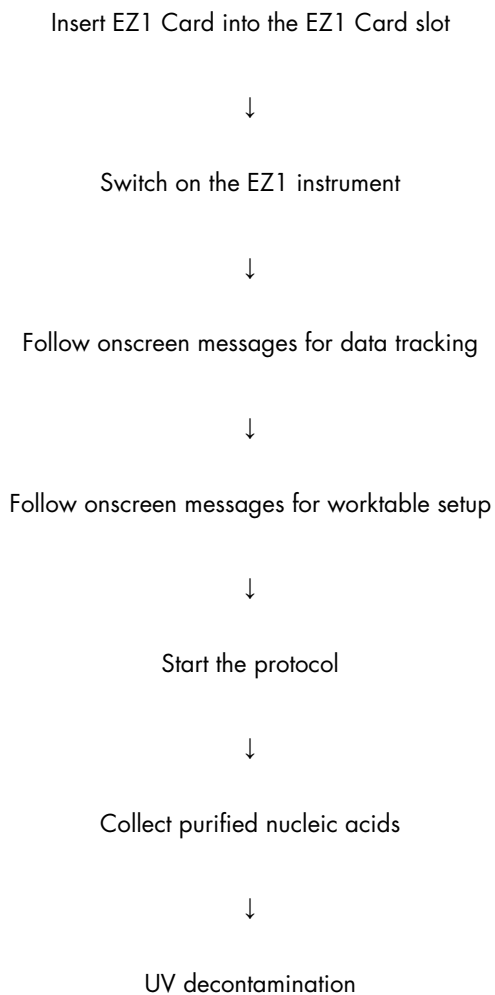 Insert EZ1 Card into the EZ1 Card slot
↓
Switch on the EZ1 instrument
↓
Follow onscreen messages for data tracking
↓
Follow onscreen messages for worktable setup
↓
Start the protocol
↓
Collect purified nucleic acids
↓
UV decontamination